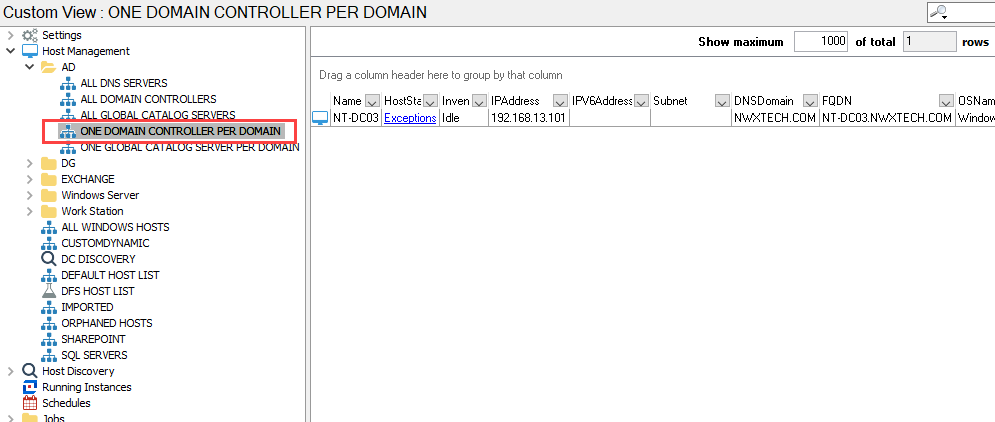 Custom View : ONE DOMAIN CONTROLLER PER DOMAIN
Settings
Host Management
AD
ALL DNS SERVERS
ALL DOMAIN CONTROLLERS
ALL GLOBAL CATALOG SERVERS
ONE DOMAIN CONTROLLER PER DOMAIN
ONE GLOBAL CATALOG SERVER PER DOMAIN
DG
EXCHANGE
Windows Server
Work Station
ALL WINDOWS HOSTS
CUSTOMDYNAMIC
DC DISCOVERY
DEFAULT HOST LIST
DFS HOST LIST
IMPORTED
ORPHANED HOSTS
SHAREPOINT
SQL SERVERS
Host Discovery
Running Instances
Schedules
Jobs
Show maximum 1000 of total 1 rows
Drag a column header here to group by that column
Name HostSta Inven IPAddress IPV6Address Subnet DNSDomain FQDN OSName
NT-DC03 Exceptions Idle 192.168.13.101 NWXTECH.COM NT-DC03.NWXTECH.COM Window